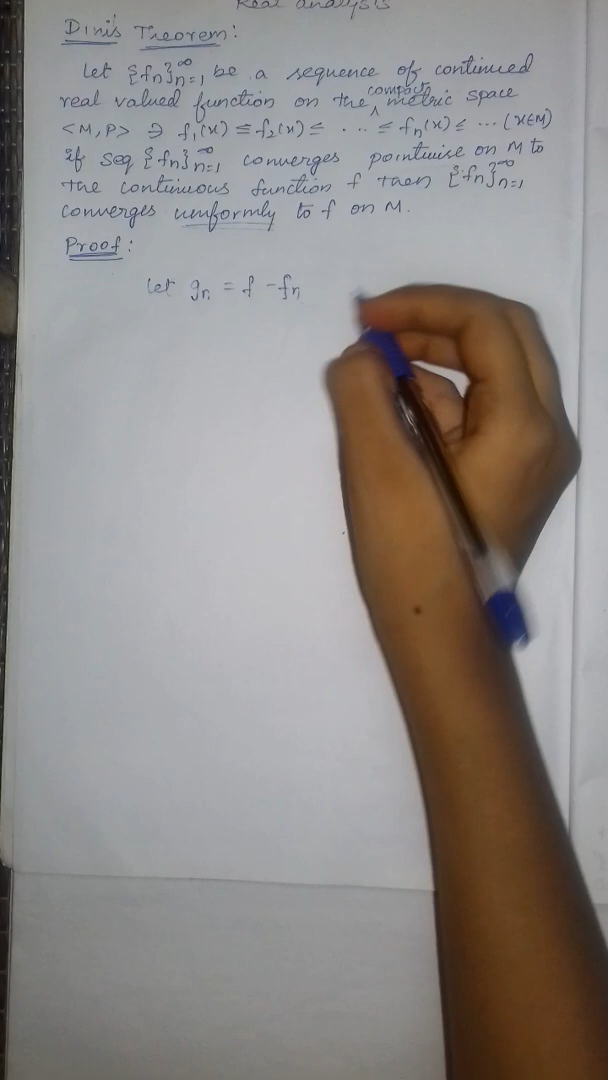 Real analysis
Dini's Theorem:
Let {fn}∞n=1 be a sequence of continued
real valued function on the compact metric space
<M, P> ∋ f1(x) ≤ f2(x) ≤ ... ≤ fn(x) ≤ ... (x∈M)
if seq {fn}∞n=1 converges pointwise on M to
the continuous function f then {fn}∞n=1
converges uniformly to f on M.
Proof:
Let gn = f - fn